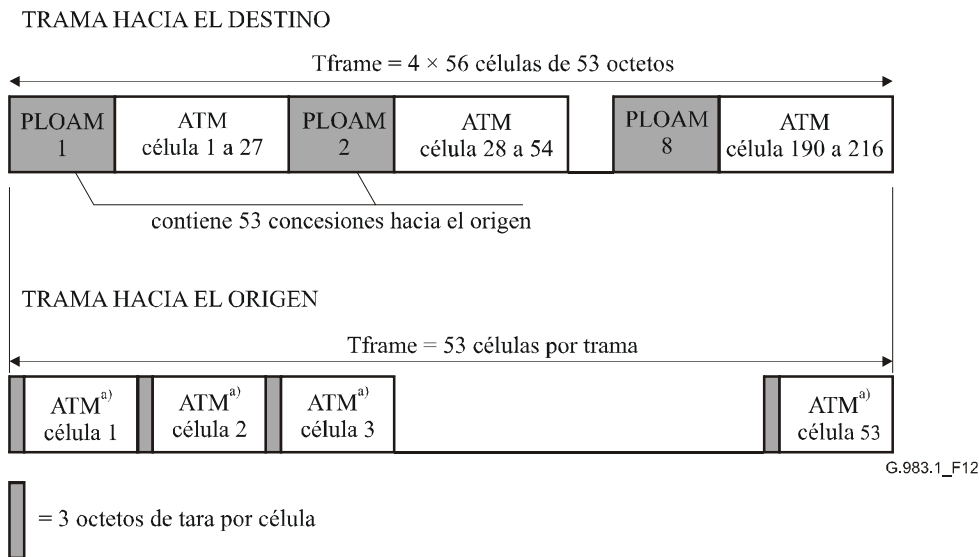 TRAMA HACIA EL DESTINO
Tframe = 4 × 56 células de 53 octetos
PLOAM
1
ATM
célula 1 a 27
PLOAM
2
ATM
célula 28 a 54
PLOAM
8
ATM
célula 190 a 216
contiene 53 concesiones hacia el origen
TRAMA HACIA EL ORIGEN
Tframe = 53 células por trama
ATM a)
célula 1
ATM a)
célula 2
ATM a)
célula 3
ATM a)
célula 53
G.983.1_F12
= 3 octetos de tara por célula